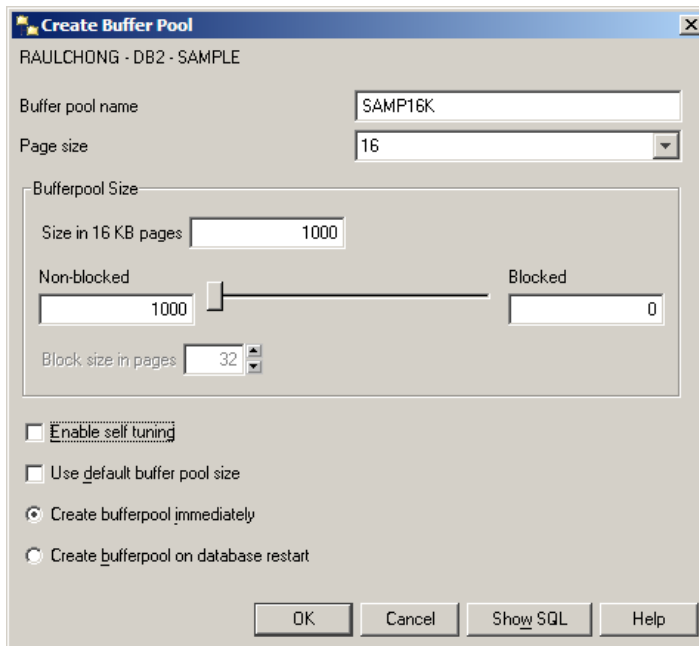 Create Buffer Pool
RAULCHONG - DB2 - SAMPLE
Buffer pool name SAMP16K
Page size 16
Bufferpool Size
Size in 16 KB pages 1000
Non-blocked Blocked
1000 0
Block size in pages 32
Enable self tuning
Use default buffer pool size
Create bufferpool immediately
Create bufferpool on database restart
OK Cancel Show SQL Help